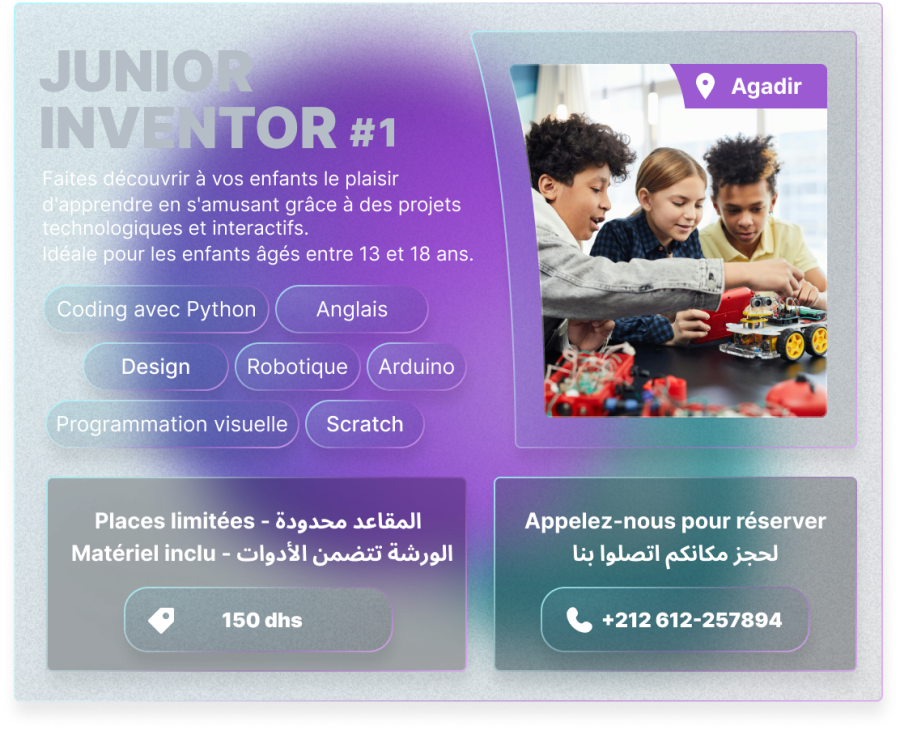 JUNIOR
INVENTOR #1
Faites découvrir à vos enfants le plaisir
d'apprendre en s'amusant grâce à des projets
technologiques et interactifs.
Idéale pour les enfants âgés entre 13 et 18 ans.
Coding avec Python
Anglais
Design
Robotique
Arduino
Programmation visuelle
Scratch
Agadir
Places limitées - المقاعد محدودة
Matériel inclu - الورشة تتضمن الأدوات
150 dhs
Appelez-nous pour réserver
لحجز مكانكم اتصلوا بنا
+212 612-257894